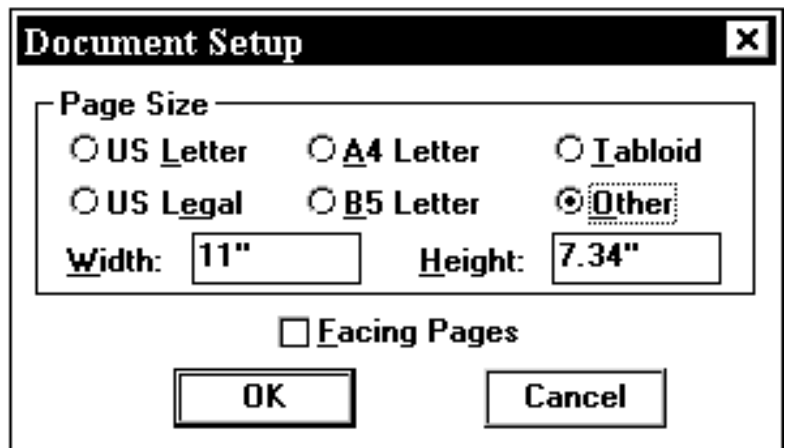 Document Setup
Page Size
US Letter A4 Letter Tabloid
US Legal B5 Letter Other
Width: 11" Height: 7.34"
Facing Pages
OK Cancel